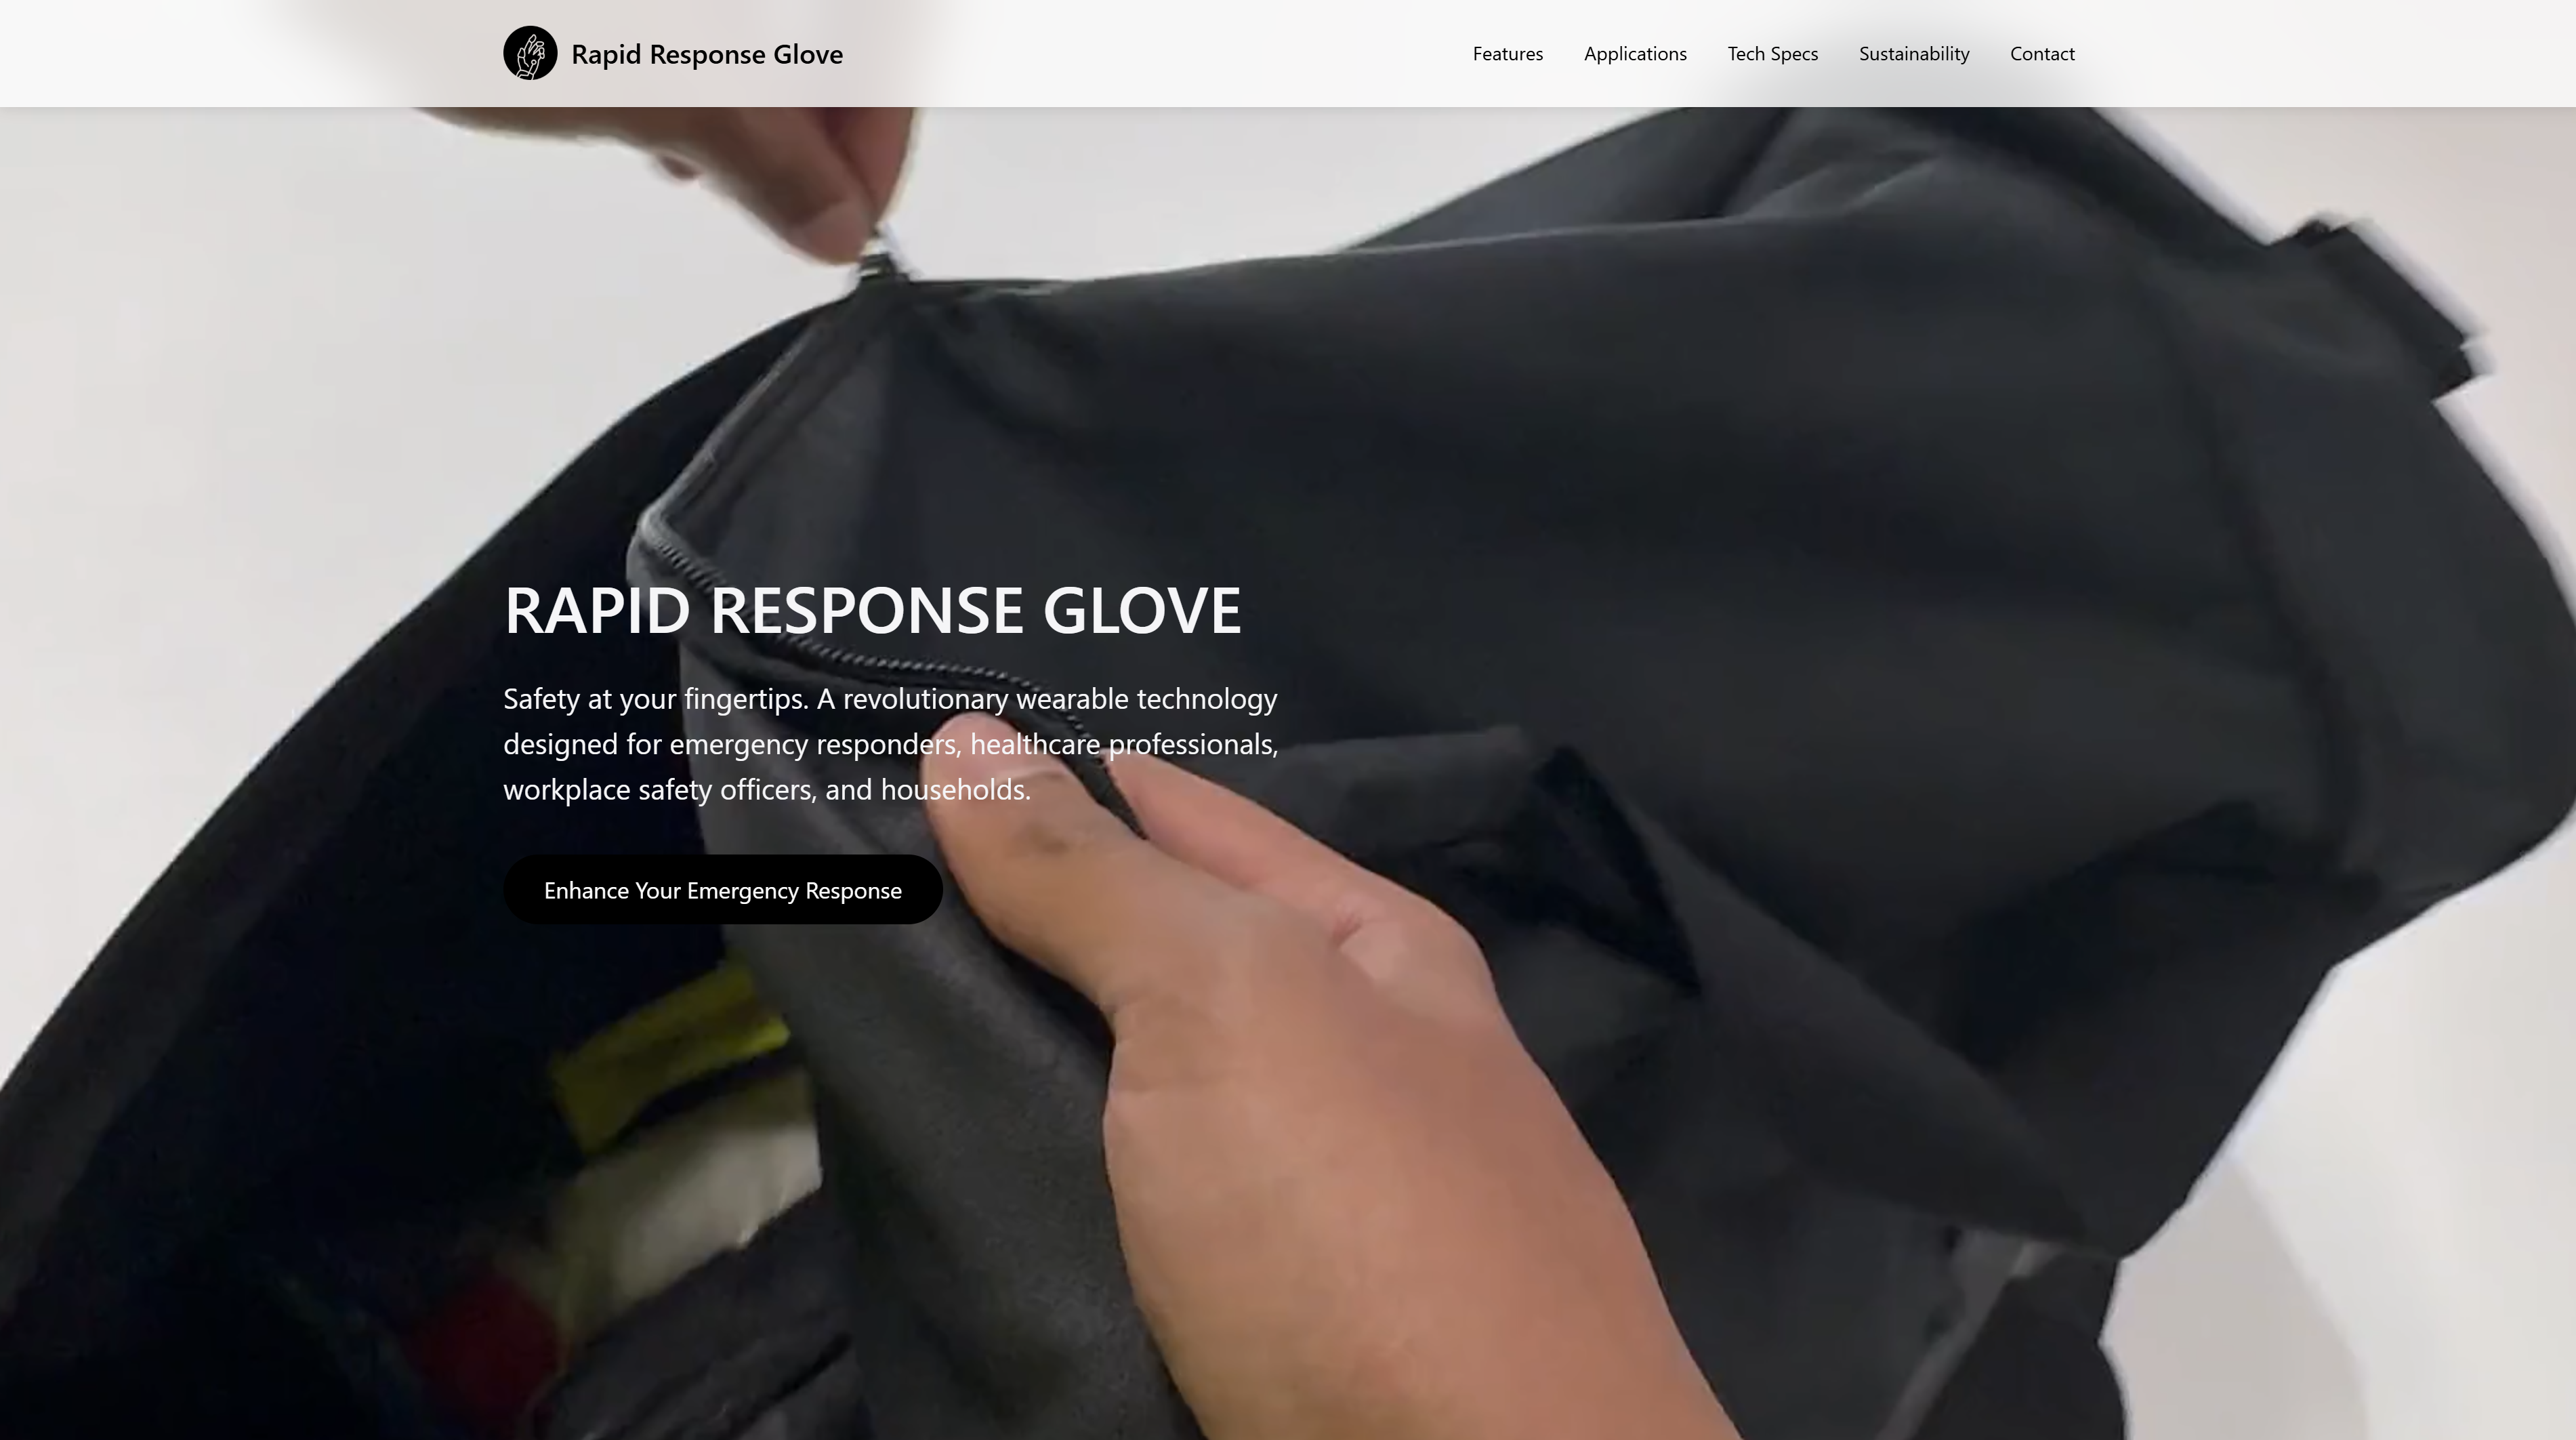 Rapid Response Glove
Features
Applications
Tech Specs
Sustainability
Contact
RAPID RESPONSE GLOVE
Safety at your fingertips. A revolutionary wearable technology
designed for emergency responders, healthcare professionals,
workplace safety officers, and households.
Enhance Your Emergency Response